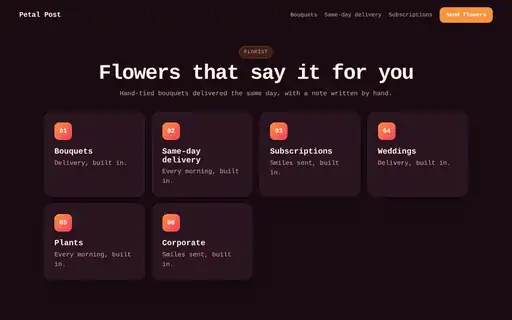 Petal Post
Bouquets Same-day delivery Subscriptions Send flowers
FLORIST
Flowers that say it for you
Hand-tied bouquets delivered the same day, with a note written by hand.
01
Bouquets
Delivery, built in.
02
Same-day
delivery
Every morning, built
in.
03
Subscriptions
Smiles sent, built
in.
04
Weddings
Delivery, built in.
05
Plants
Every morning, built
in.
06
Corporate
Smiles sent, built
in.